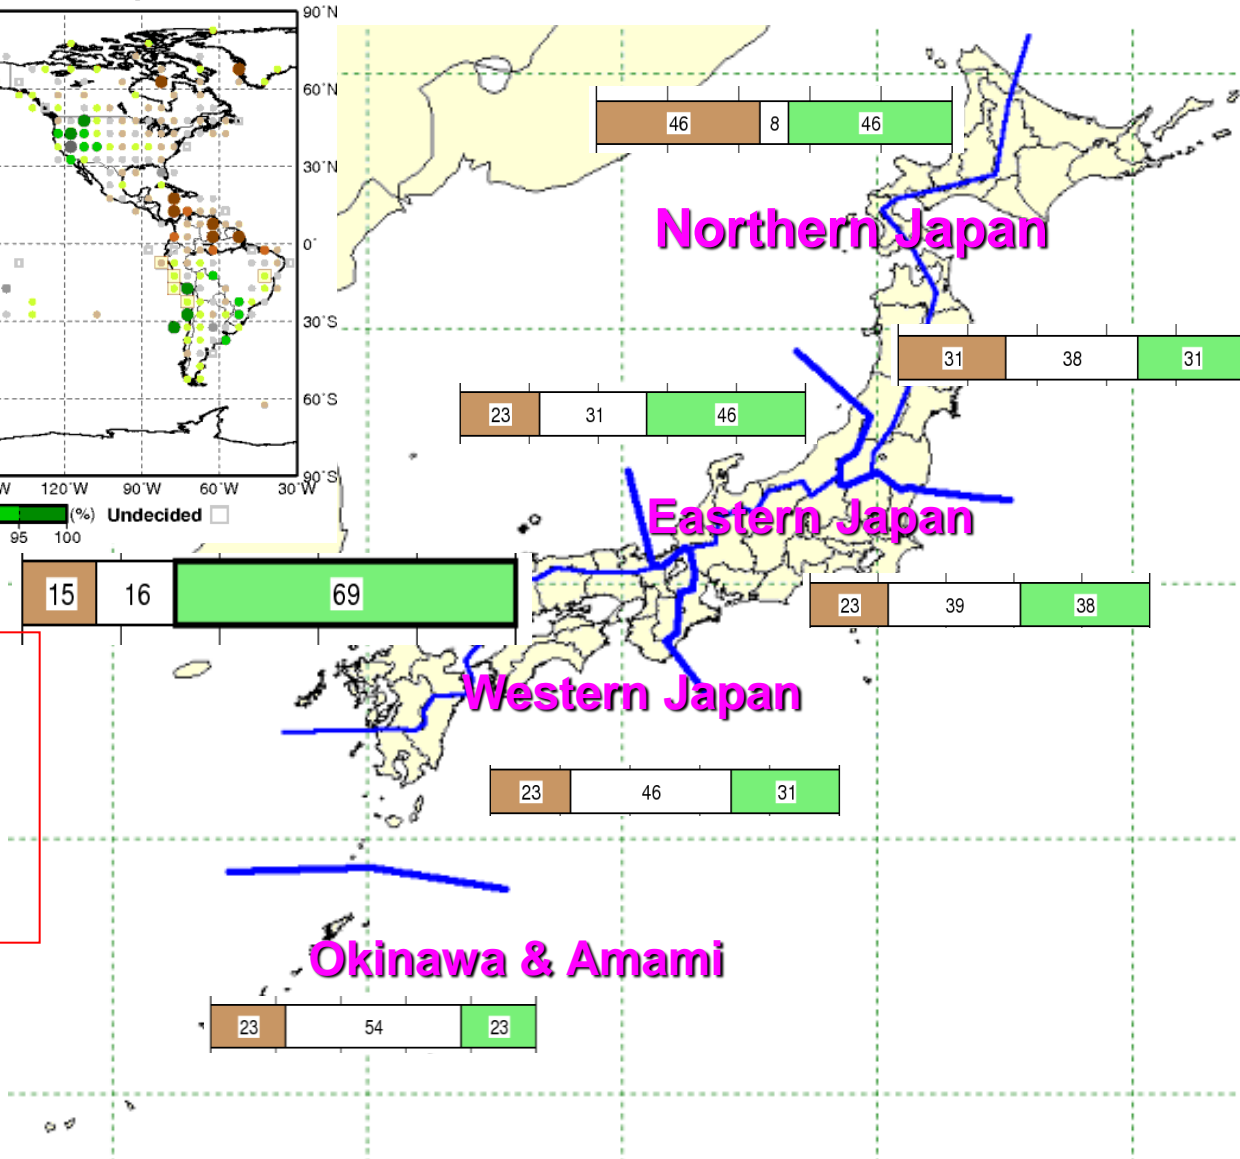 90°N
60°N
30°N
0°
30°S
60°S
90°S
W 120°W 90°W 60°W 30°W
(%) Undecided
95 100
46 8 46
Northern Japan
31 38 31
23 31 46
Eastern Japan
15 16 69
23 39 38
Western Japan
23 46 31
Okinawa & Amami
23 54 23